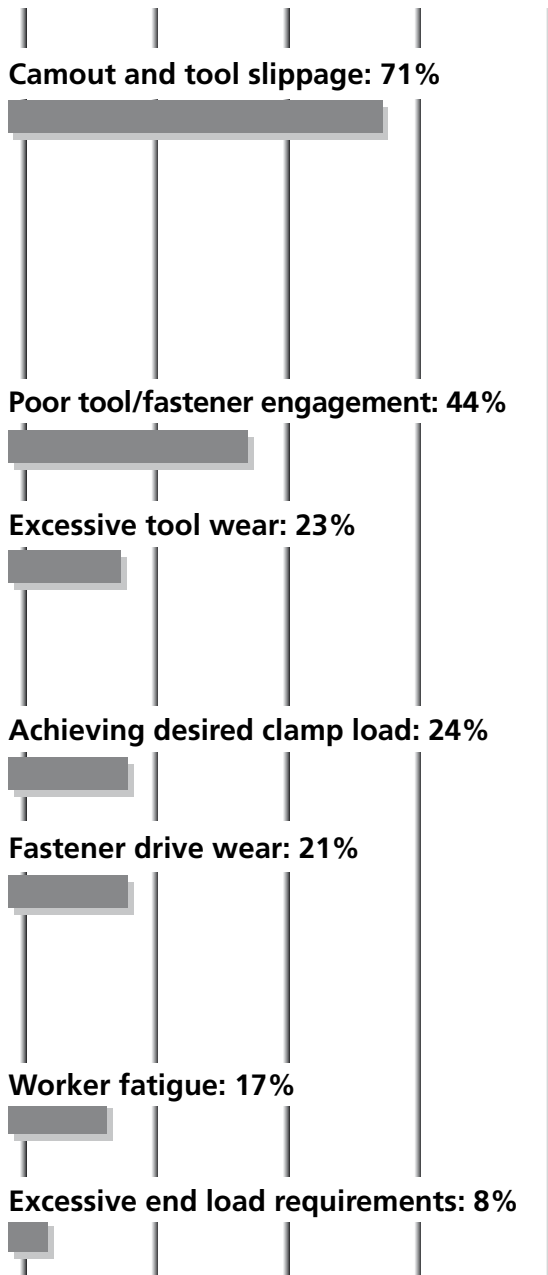 Camout and tool slippage: 71%
Poor tool/fastener engagement: 44%
Excessive tool wear: 23%
Achieving desired clamp load: 24%
Fastener drive wear: 21%
Worker fatigue: 17%
Excessive end load requirements: 8%